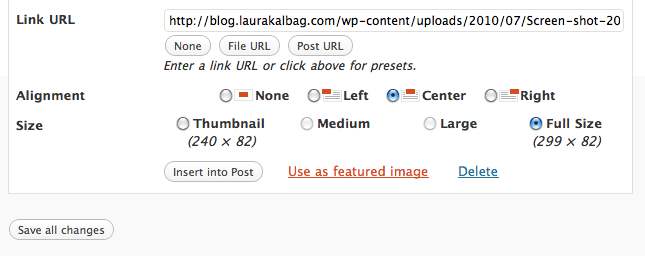 Link URL http://blog.laurakalbag.com/wp-content/uploads/2010/07/Screen-shot-20
None File URL Post URL
Enter a link URL or click above for presets.
Alignment None Left Center Right
Size Thumbnail Medium Large Full Size
(240 × 82) (299 × 82)
Insert into Post Use as featured image Delete
Save all changes